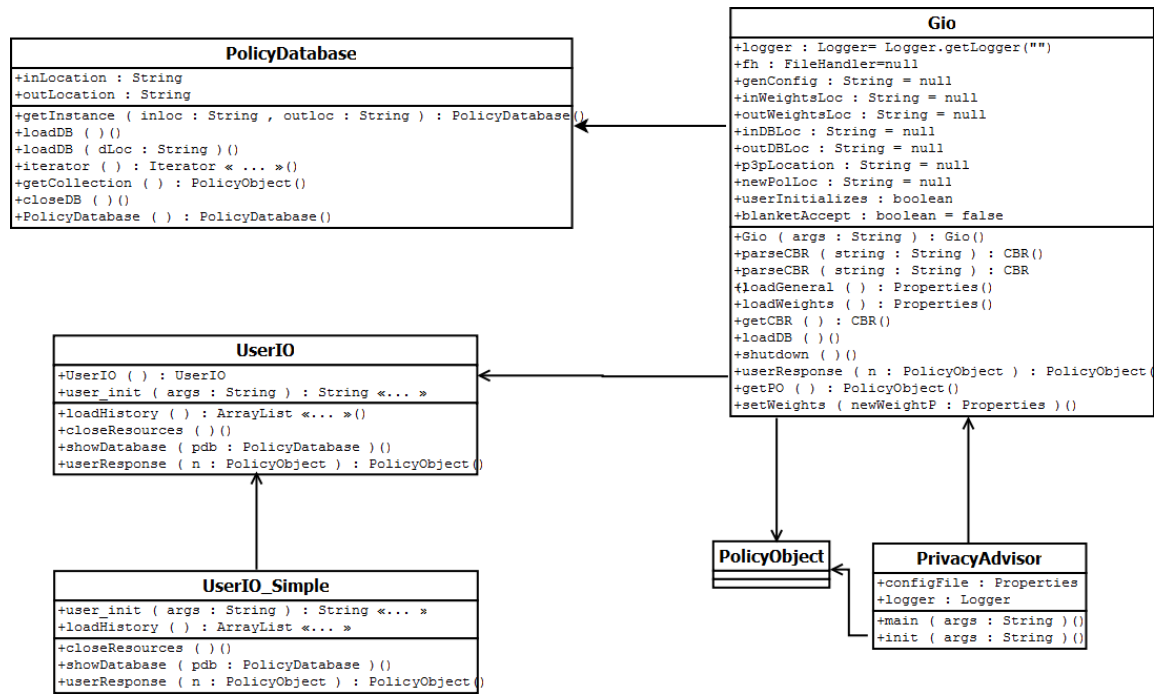 PolicyDatabase
+inLocation : String
+outLocation : String
+getInstance ( inloc : String , outloc : String ) : PolicyDatabase()
+loadDB ( )()
+loadDB ( dLoc : String )()
+iterator ( ) : Iterator « ... »()
+getCollection ( ) : PolicyObject()
+closeDB ( )()
+PolicyDatabase ( ) : PolicyDatabase()
Gio
+logger : Logger= Logger.getLogger("")
+fh : FileHandler=null
+genConfig : String = null
+inWeightsLoc : String = null
+outWeightsLoc : String = null
+inDBLoc : String = null
+outDBLoc : String = null
+p3pLocation : String = null
+newPolLoc : String = null
+userInitializes : boolean
+blanketAccept : boolean = false
+Gio ( args : String ) : Gio()
+parseCBR ( string : String ) : CBR()
+parseCBR ( string : String ) : CBR
()
+loadGeneral ( ) : Properties()
+loadWeights ( ) : Properties()
+getCBR ( ) : CBR()
+loadDB ( )()
+shutdown ( )()
+userResponse ( n : PolicyObject ) : PolicyObject()
+getPO ( ) : PolicyObject()
+setWeights ( newWeightP : Properties )()
UserIO
+UserIO ( ) : UserIO
+user_init ( args : String ) : String «... »
+loadHistory ( ) : ArrayList «... »()
+closeResources ( )()
+showDatabase ( pdb : PolicyDatabase )()
+userResponse ( n : PolicyObject ) : PolicyObject()
UserIO_Simple
+user_init ( args : String ) : String «... »
+loadHistory ( ) : ArrayList «... »
+closeResources ( )()
+showDatabase ( pdb : PolicyDatabase )()
+userResponse ( n : PolicyObject ) : PolicyObject()
PolicyObject
PrivacyAdvisor
+configFile : Properties
+logger : Logger
+main ( args : String )()
+init ( args : String )()